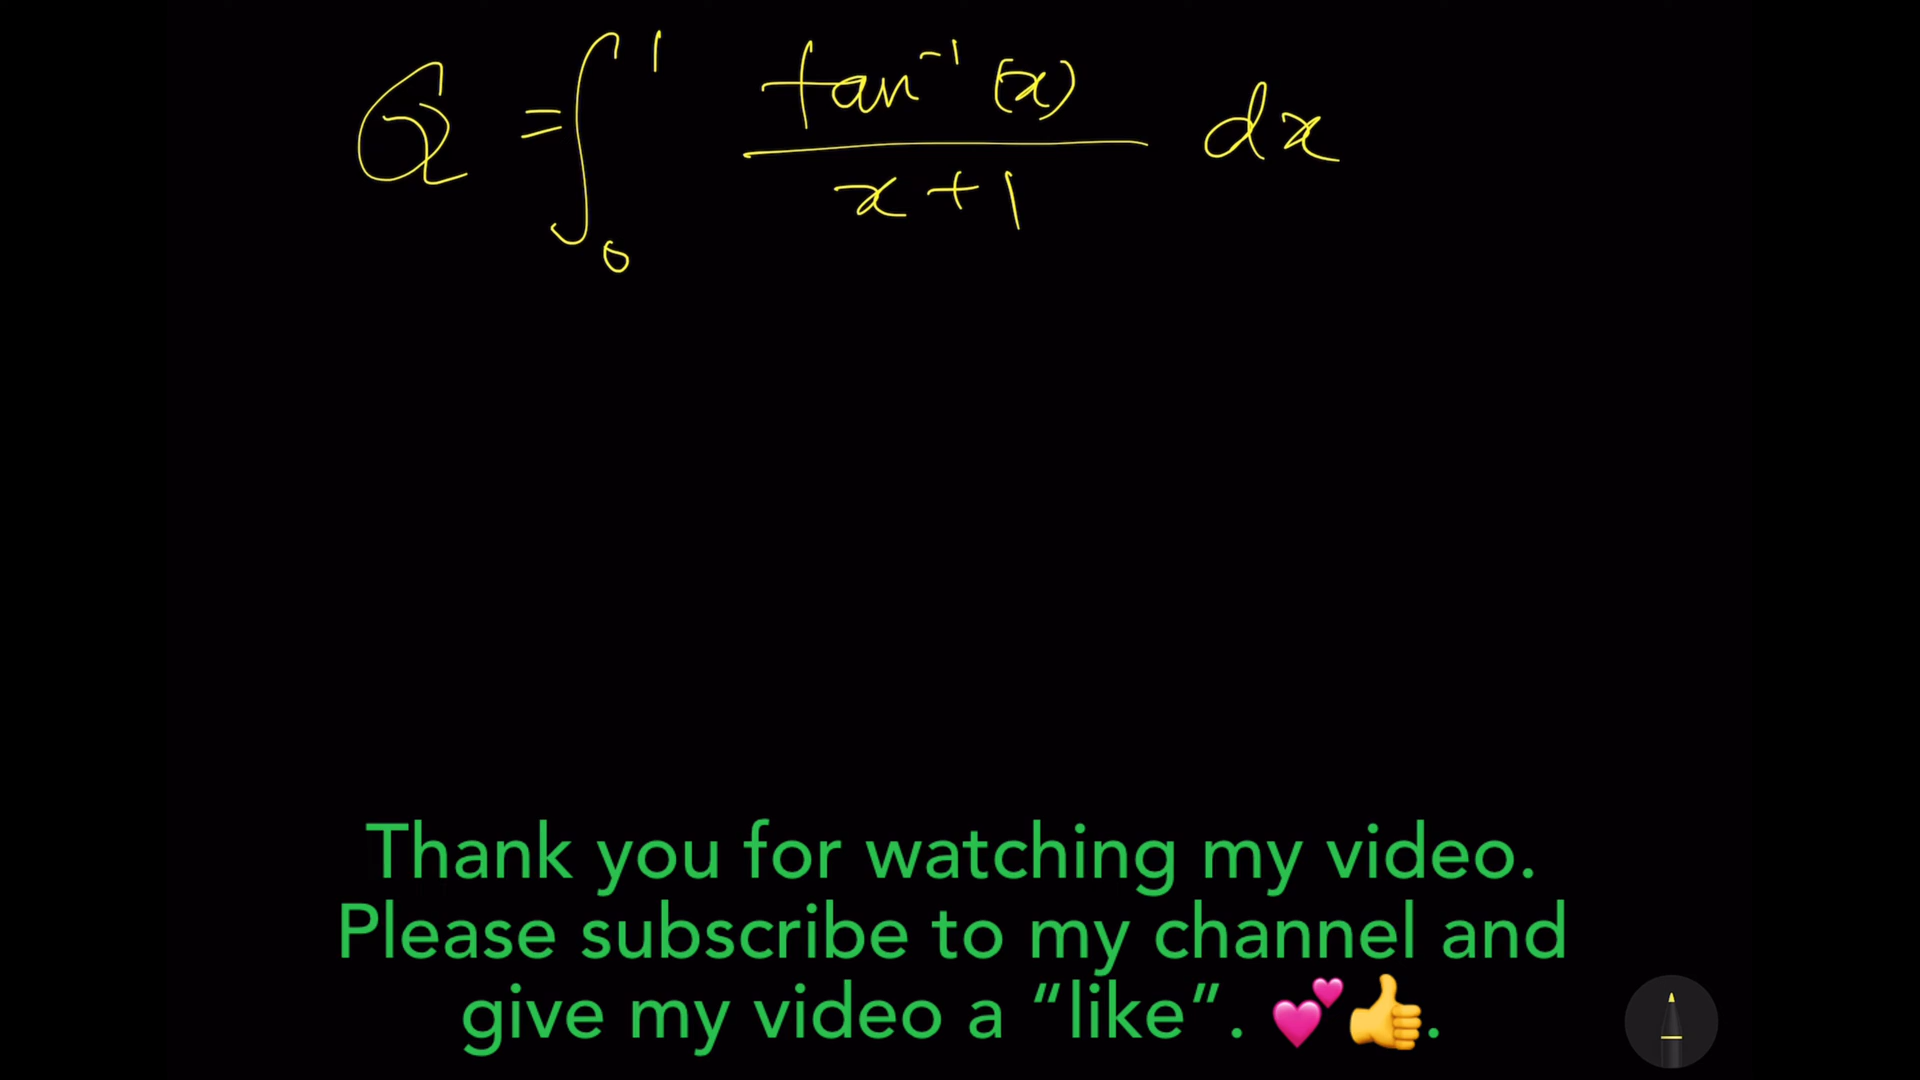 Q = ∫₀¹ tan⁻¹(x) / (x + 1) dx
Thank you for watching my video.
Please subscribe to my channel and
give my video a “like”. 💕👍.